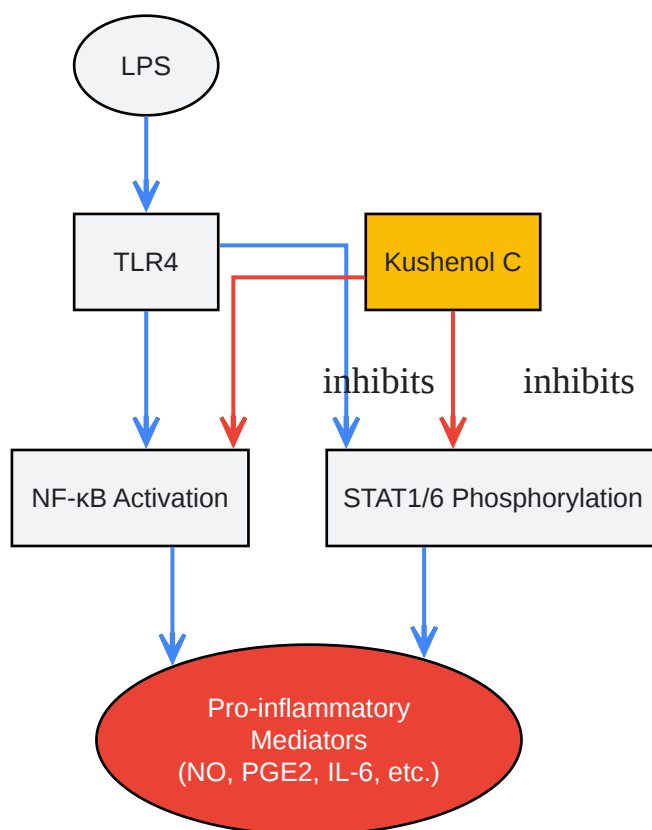 LPS
TLR4
Kushenol C
inhibits
inhibits
NF-κB Activation
STAT1/6 Phosphorylation
Pro-inflammatory
Mediators
(NO, PGE2, IL-6, etc.)